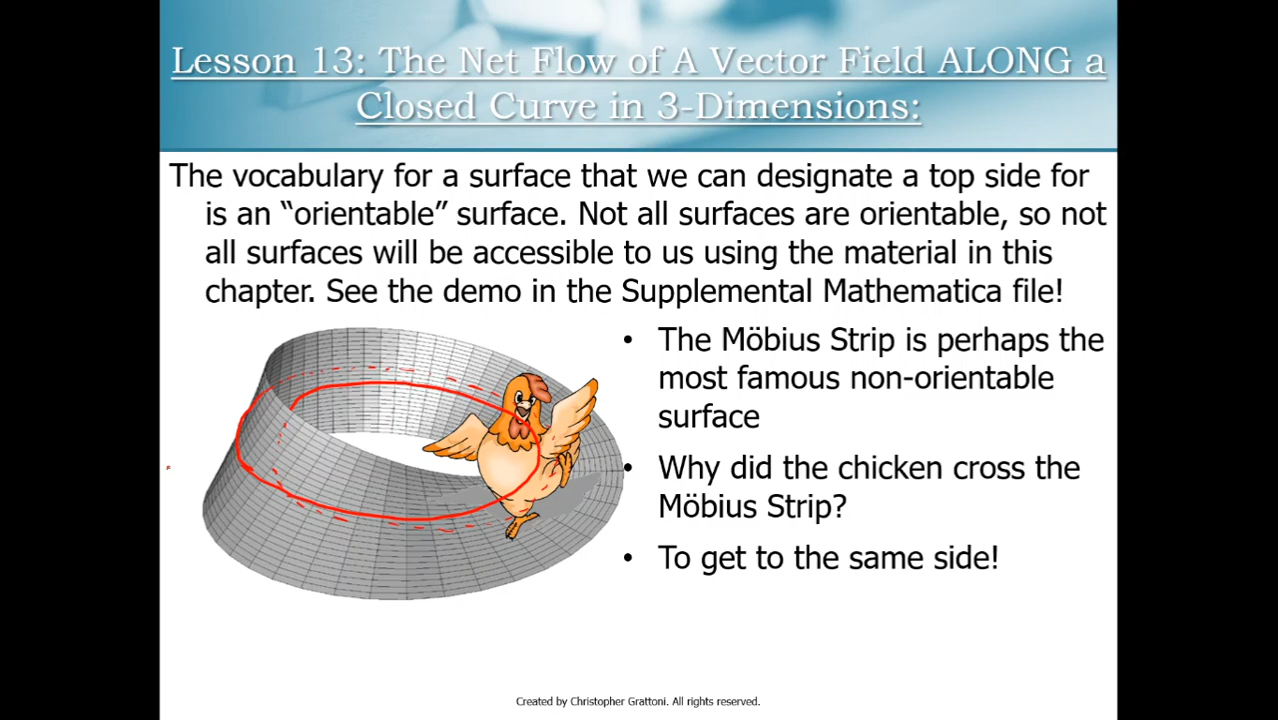 Lesson 13: The Net Flow of A Vector Field ALONG a
Closed Curve in 3-Dimensions:
The vocabulary for a surface that we can designate a top side for
is an “orientable” surface. Not all surfaces are orientable, so not
all surfaces will be accessible to us using the material in this
chapter. See the demo in the Supplemental Mathematica file!
• The Möbius Strip is perhaps the
most famous non-orientable
surface
• Why did the chicken cross the
Möbius Strip?
• To get to the same side!
Created by Christopher Grattoni. All rights reserved.